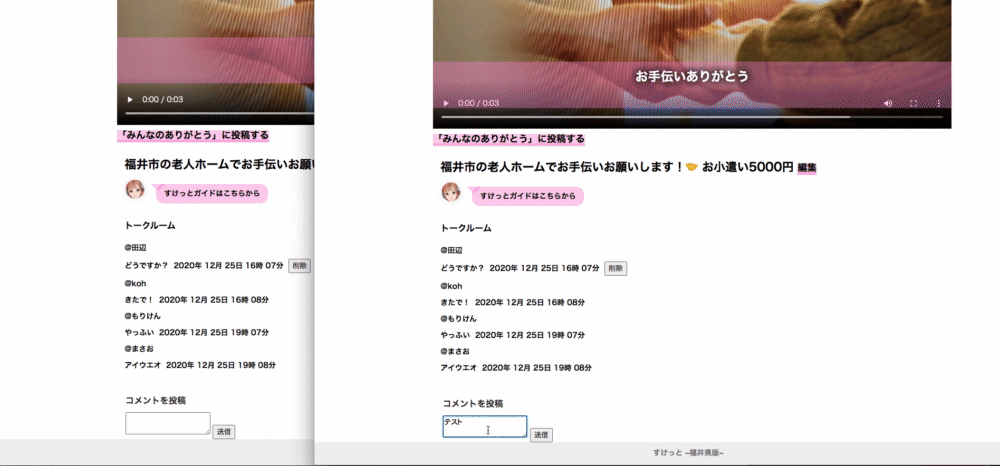 0:00 / 0:03
「みんなのありがとう」に投稿する
福井市の老人ホームでお手伝いお願い
すけっとガイドはこちらから
トークルーム
@田辺
どうですか？ 2020年 12月 25日 16時 07分 削除
@koh
きたで！ 2020年 12月 25日 16時 08分
@もりけん
やっふい 2020年 12月 25日 19時 07分
@まさお
アイウエオ 2020年 12月 25日 19時 08分
コメントを投稿
送信
お手伝いありがとう
0:00 / 0:03
「みんなのありがとう」に投稿する
福井市の老人ホームでお手伝いお願いします！🤝 お小遣い5000円 編集
すけっとガイドはこちらから
トークルーム
@田辺
どうですか？ 2020年 12月 25日 16時 07分 削除
@koh
きたで！ 2020年 12月 25日 16時 08分
@もりけん
やっふい 2020年 12月 25日 19時 07分
@まさお
アイウエオ 2020年 12月 25日 19時 08分
コメントを投稿
テスト
送信
すけっと ~福井県版~